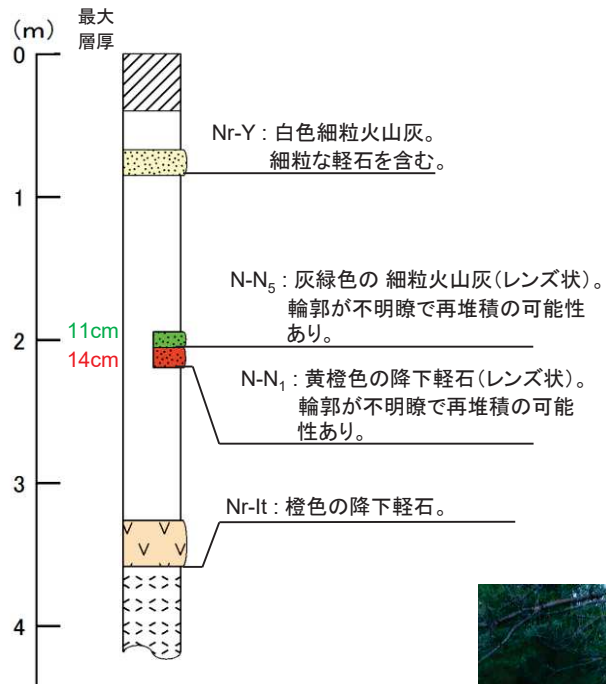 (m)
最大
層厚
0
Nr-Y : 白色細粒火山灰。
細粒な軽石を含む。
1
N-N5 : 灰緑色の 細粒火山灰(レンズ状)。
輪郭が不明瞭で再堆積の可能性
あり。
11cm
2
14cm
N-N1 : 黄橙色の降下軽石(レンズ状)。
輪郭が不明瞭で再堆積の可能
性あり。
3
Nr-It : 橙色の降下軽石。
4